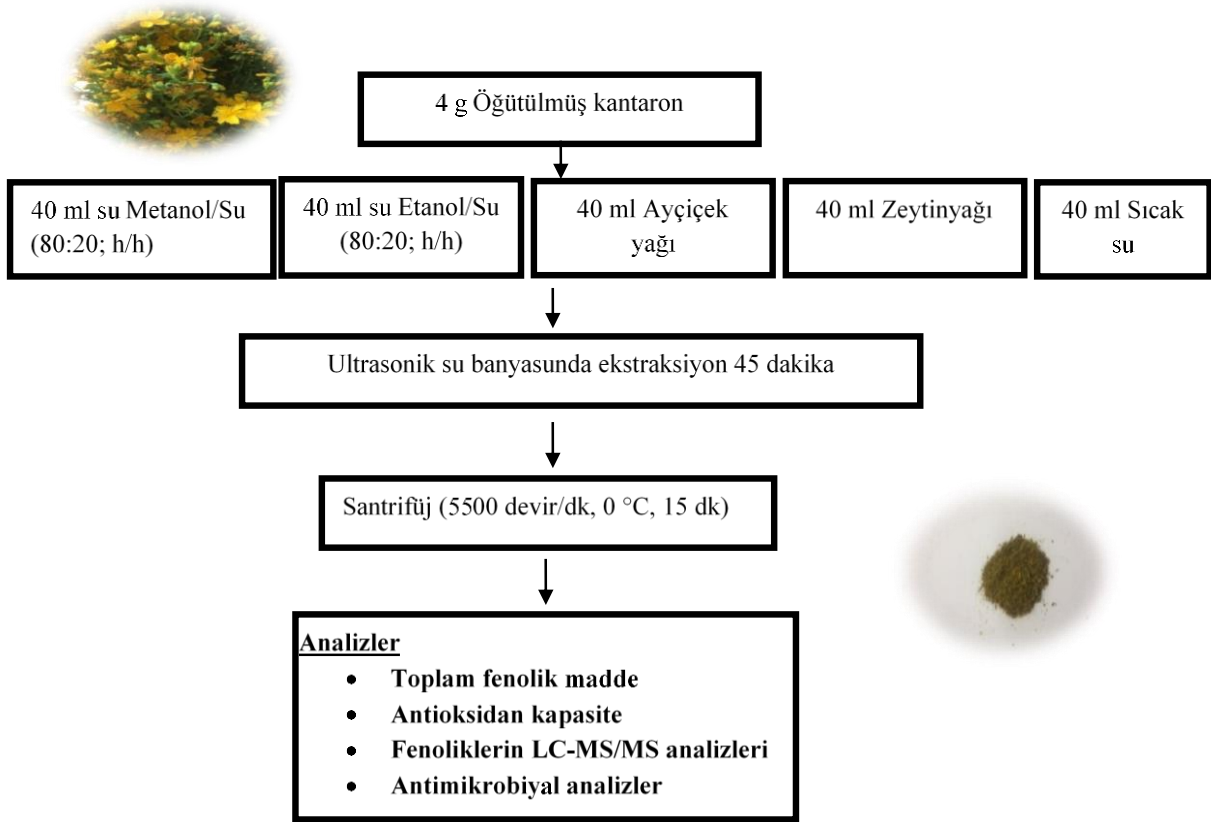 4 g Öğütülmüş kantaron
40 ml su Metanol/Su
(80:20; h/h)
40 ml su Etanol/Su
(80:20; h/h)
40 ml Ayçiçek
yağı
40 ml Zeytinyağı
40 ml Sıcak
su
Ultrasonik su banyasunda ekstraksiyon 45 dakika
Santrifüj (5500 devir/dk, 0 °C, 15 dk)
Analizler
• Toplam fenolik madde
• Antioksidan kapasite
• Fenoliklerin LC-MS/MS analizleri
• Antimikrobiyal analizler